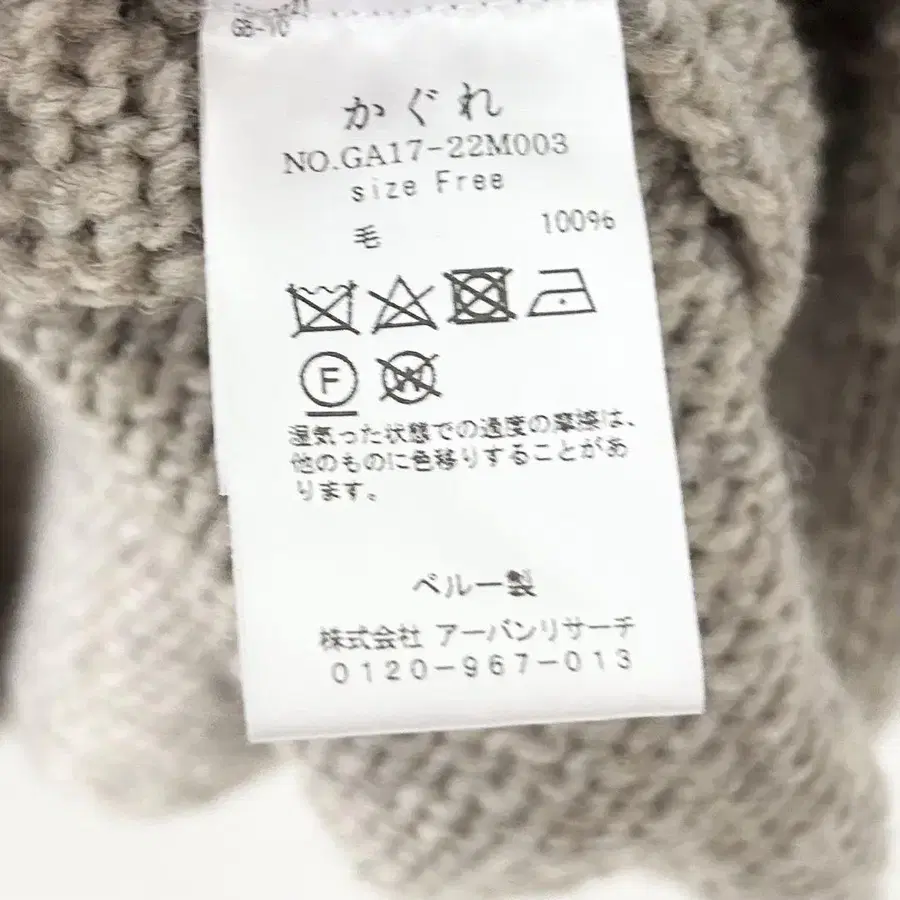 かぐれ
NO.GA17-22M003
size Free
毛 100%
F W
湿気った状態での過度の摩擦は、
他のものに色移りすることがあ
ります。
ペルー製
株式会社 アーバンリサーチ
0120-967-013